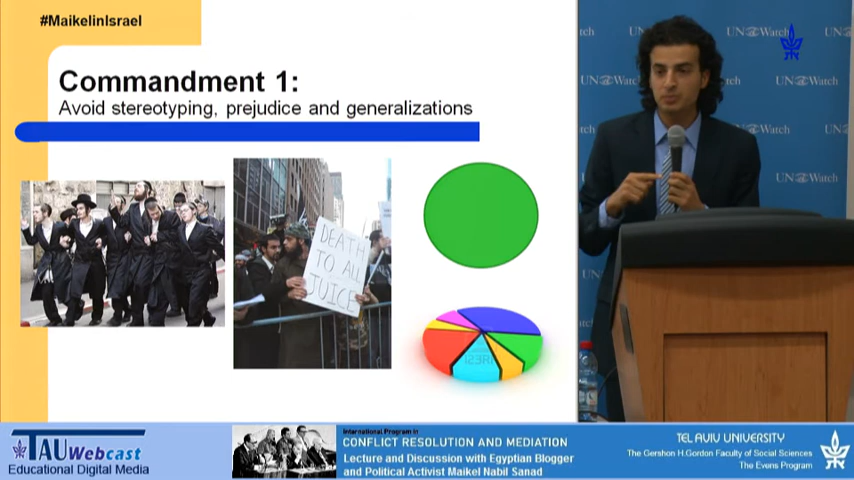 #MaikelinIsrael
Commandment 1:
Avoid stereotyping, prejudice and generalizations
DEATH
TO ALL
JUICE
UN Watch
UN Watch
UN Watch
UN Watch
TAU Webcast
Educational Digital Media
International Program in
CONFLICT RESOLUTION AND MEDIATION
Lecture and Discussion with Egyptian Blogger
and Political Activist Maikel Nabil Sanad
TEL AVIV UNIVERSITY
The Gershon H.Gordon Faculty of Social Sciences
The Evens Program